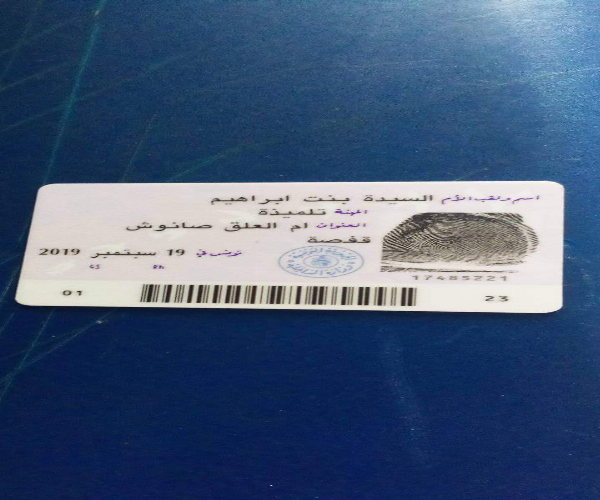 اسم ولقب الأم السيدة بنت ابراهيم
المهنة تلميذة
العنوان ام العلق صانوش
قفصة
تونس في 19 سبتمبر 2019
17485221
01 23